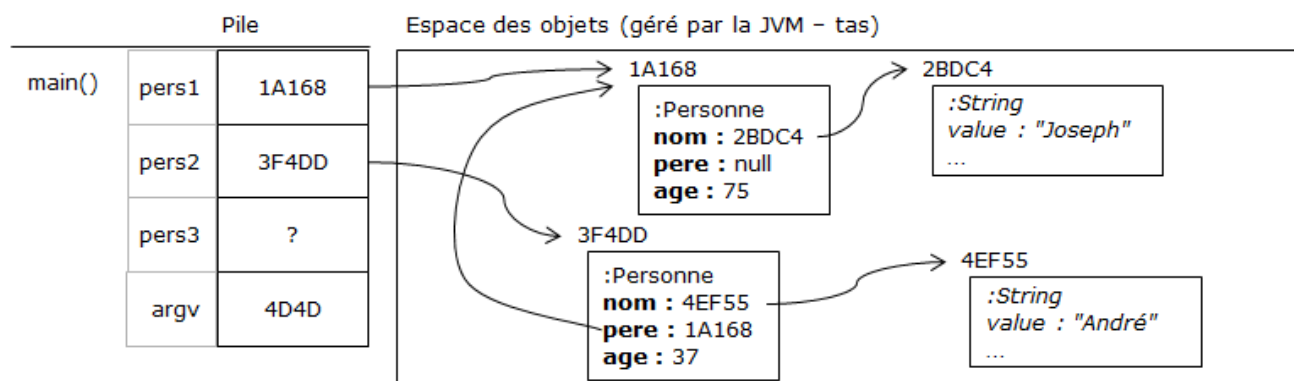 Pile
Espace des objets (géré par la JVM – tas)
main()
pers1
1A168
pers2
3F4DD
pers3
?
argv
4D4D
1A168
:Personne
nom : 2BDC4
pere : null
age : 75
2BDC4
:String
value : "Joseph"
...
3F4DD
:Personne
nom : 4EF55
pere : 1A168
age : 37
4EF55
:String
value : "André"
...